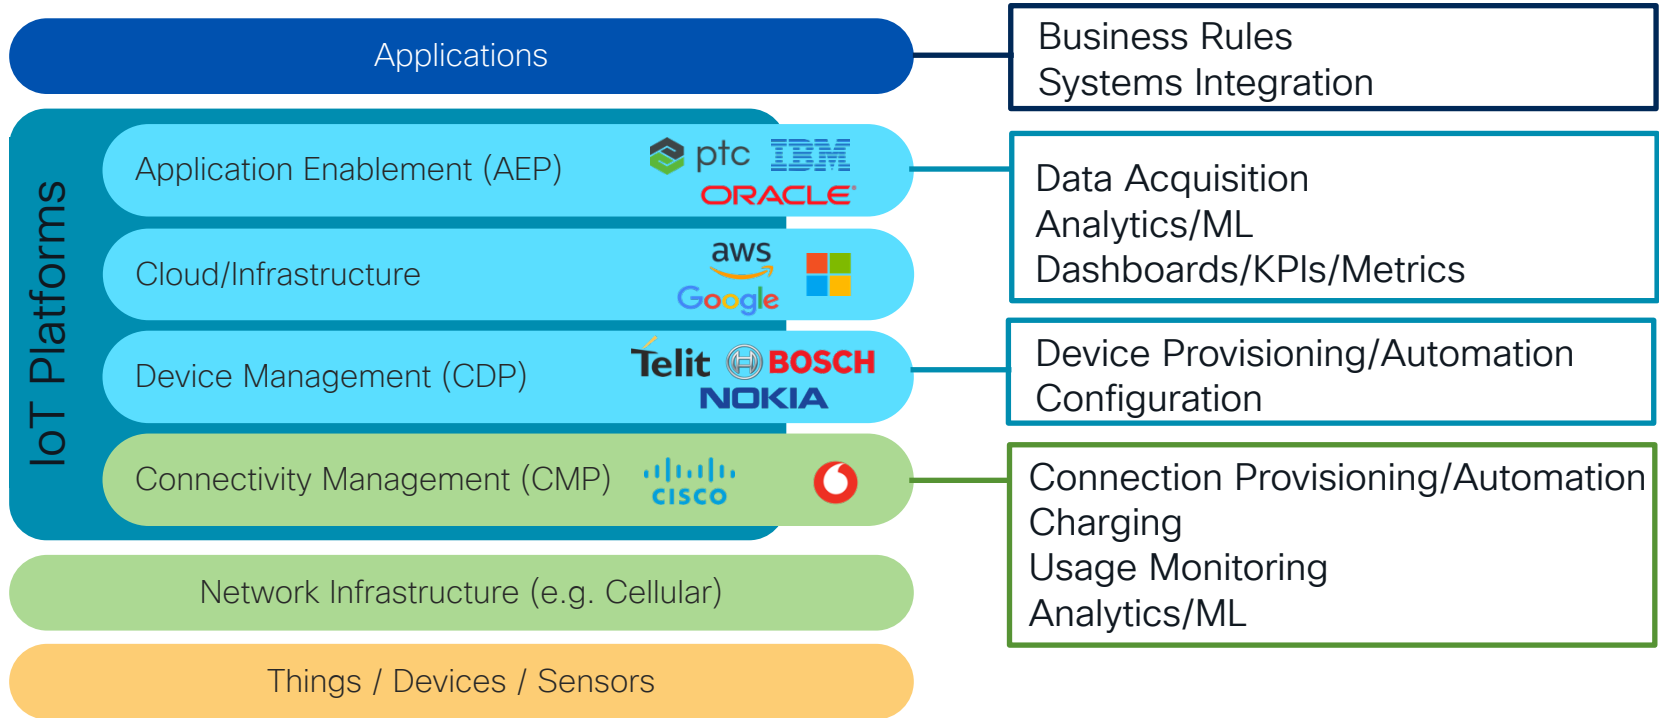 Applications
Business Rules
Systems Integration
IoT Platforms
Application Enablement (AEP)
ptc
IBM
ORACLE
Data Acquisition
Analytics/ML
Dashboards/KPIs/Metrics
Cloud/Infrastructure
aws
Google
Device Management (CDP)
Telit
BOSCH
NOKIA
Device Provisioning/Automation
Configuration
Connectivity Management (CMP)
CISCO
Connection Provisioning/Automation
Charging
Usage Monitoring
Analytics/ML
Network Infrastructure (e.g. Cellular)
Things / Devices / Sensors